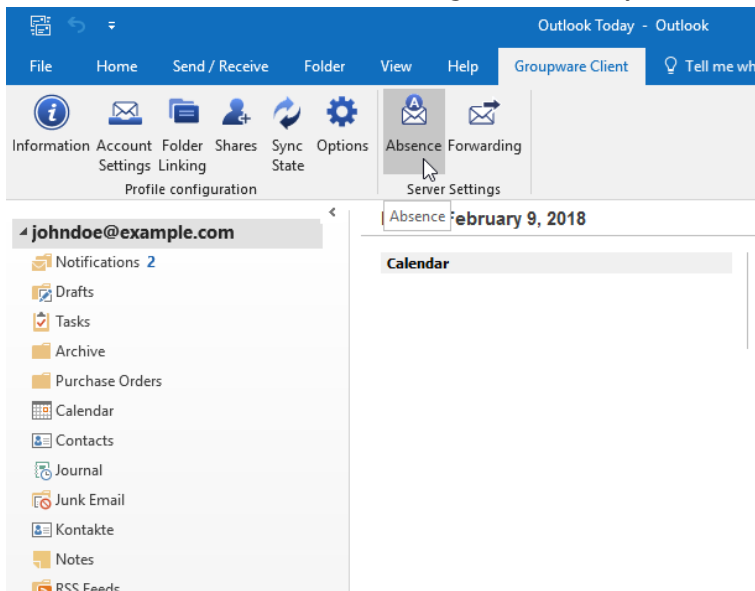 Outlook Today - Outlook
File Home Send / Receive Folder View Help Groupware Client Tell me wh
Information Account Settings Folder Linking Shares Sync State Options Absence Forwarding
Profile configuration Server Settings
Absence
February 9, 2018
johndoe@example.com
Calendar
Notifications 2
Drafts
Tasks
Archive
Purchase Orders
Calendar
Contacts
Journal
Junk Email
Kontakte
Notes
RSS Feeds